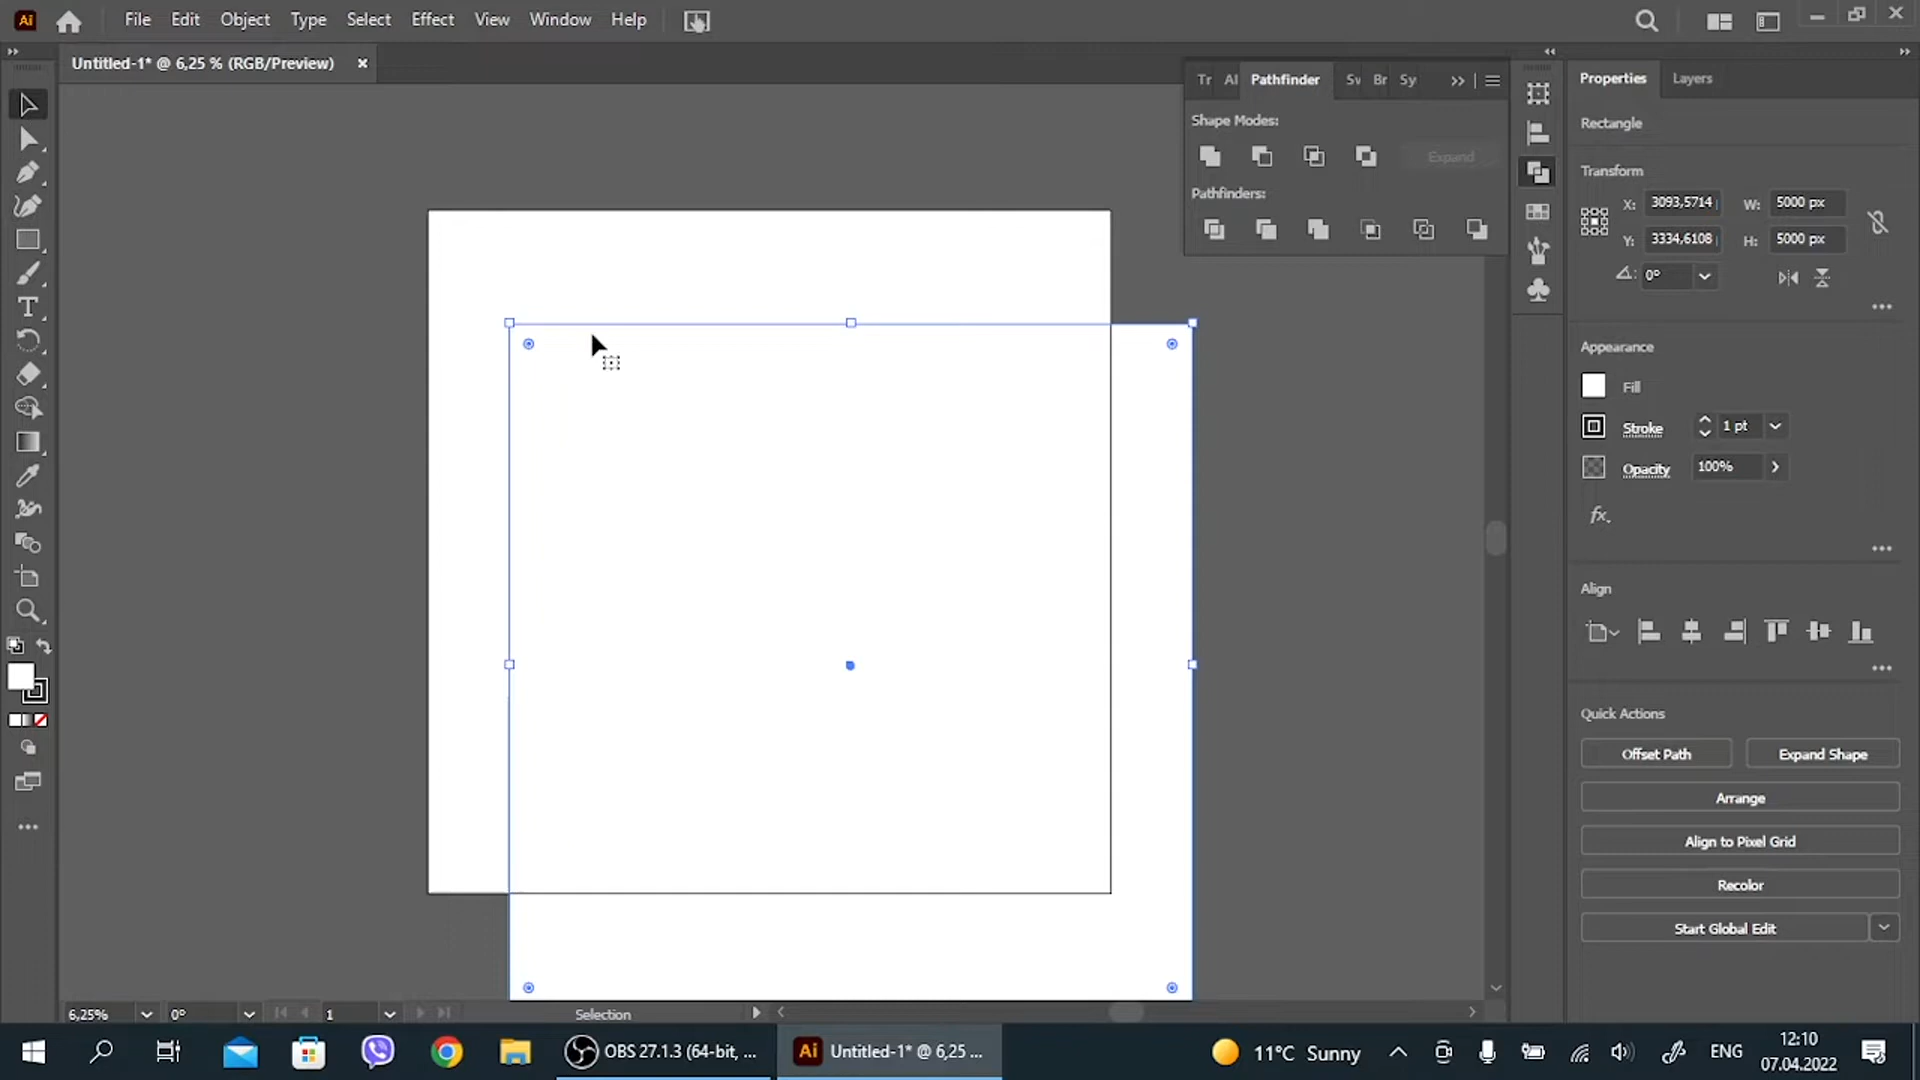 Ai File Edit Object Type Select Effect View Window Help
Untitled-1* @ 6,25 % (RGB/Preview) ×
Tr Al Pathfinder Sv Br Sy
Shape Modes:
Expand
Pathfinders:
Properties Layers
Rectangle
Transform
X: 3093,5714 W: 5000 px
Y: 3334,6108 H: 5000 px
0°
Appearance
Fill
Stroke 1 pt
Opacity 100%
fx.
Align
Quick Actions
Offset Path Expand Shape
Arrange
Align to Pixel Grid
Recolor
Start Global Edit
6,25% 0° 1 Selection
OBS 27.1.3 (64-bit, ... Ai Untitled-1* @ 6,25 ... 11°C Sunny ENG 12:10
07.04.2022